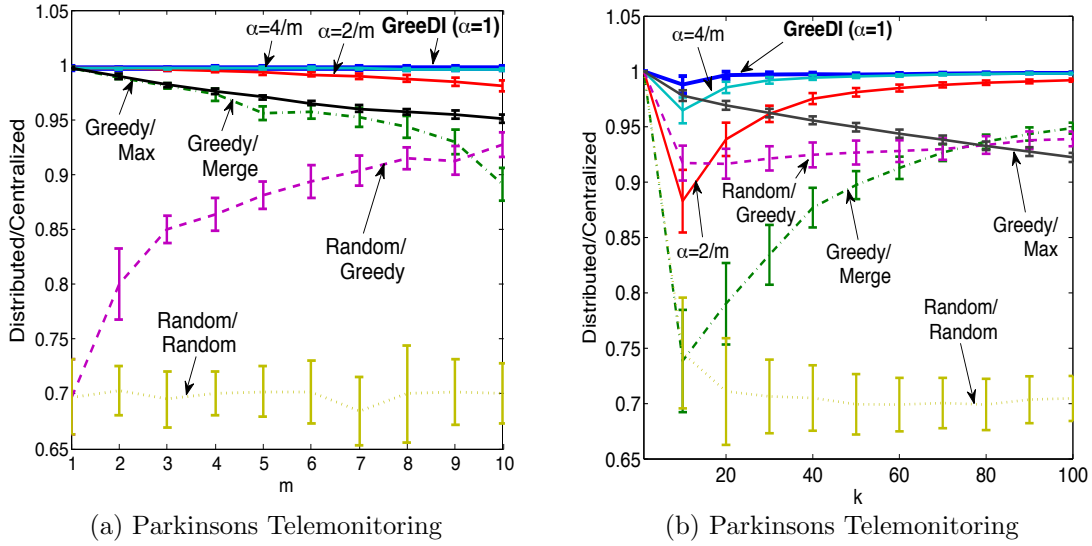 1.05
1
0.95
0.9
0.85
0.8
0.75
0.7
0.65
Distributed/Centralized
α=4/m
α=2/m
GreeDI (α=1)
Greedy/
Max
Greedy/
Merge
Random/
Greedy
Random/
Random
1 2 3 4 5 6 7 8 9 10
m
(a) Parkinsons Telemonitoring
1.05
1
0.95
0.9
0.85
0.8
0.75
0.7
0.65
Distributed/Centralized
α=4/m
GreeDI (α=1)
α=2/m
Random/
Greedy
Greedy/
Merge
Greedy/
Max
Random/
Random
20 40 60 80 100
k
(b) Parkinsons Telemonitoring